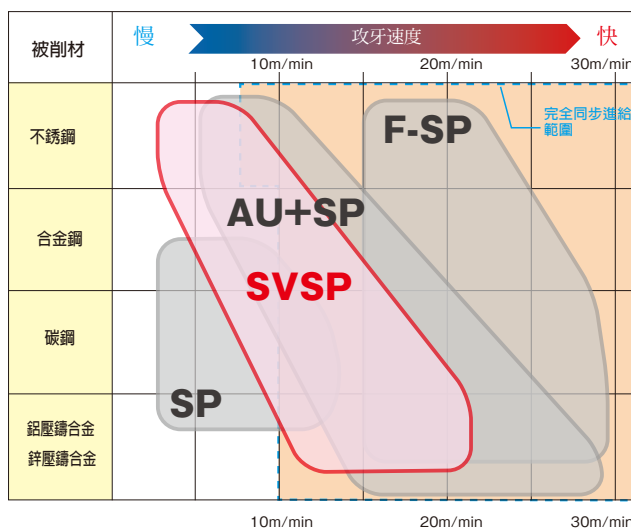 被削材
慢
攻牙速度
快
10m/min
20m/min
30m/min
不銹鋼
合金鋼
碳鋼
鋁壓鑄合金
鋅壓鑄合金
完全同步進給
範圍
F-SP
AU+SP
SVSP
SP
10m/min
20m/min
30m/min